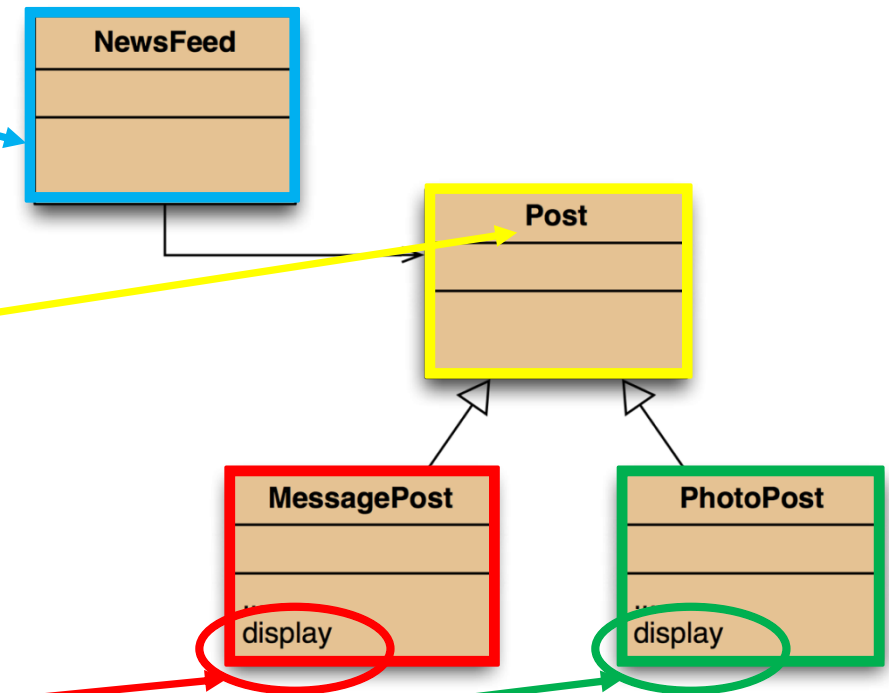 NewsFeed
Post
MessagePost
...
display
PhotoPost
...
display